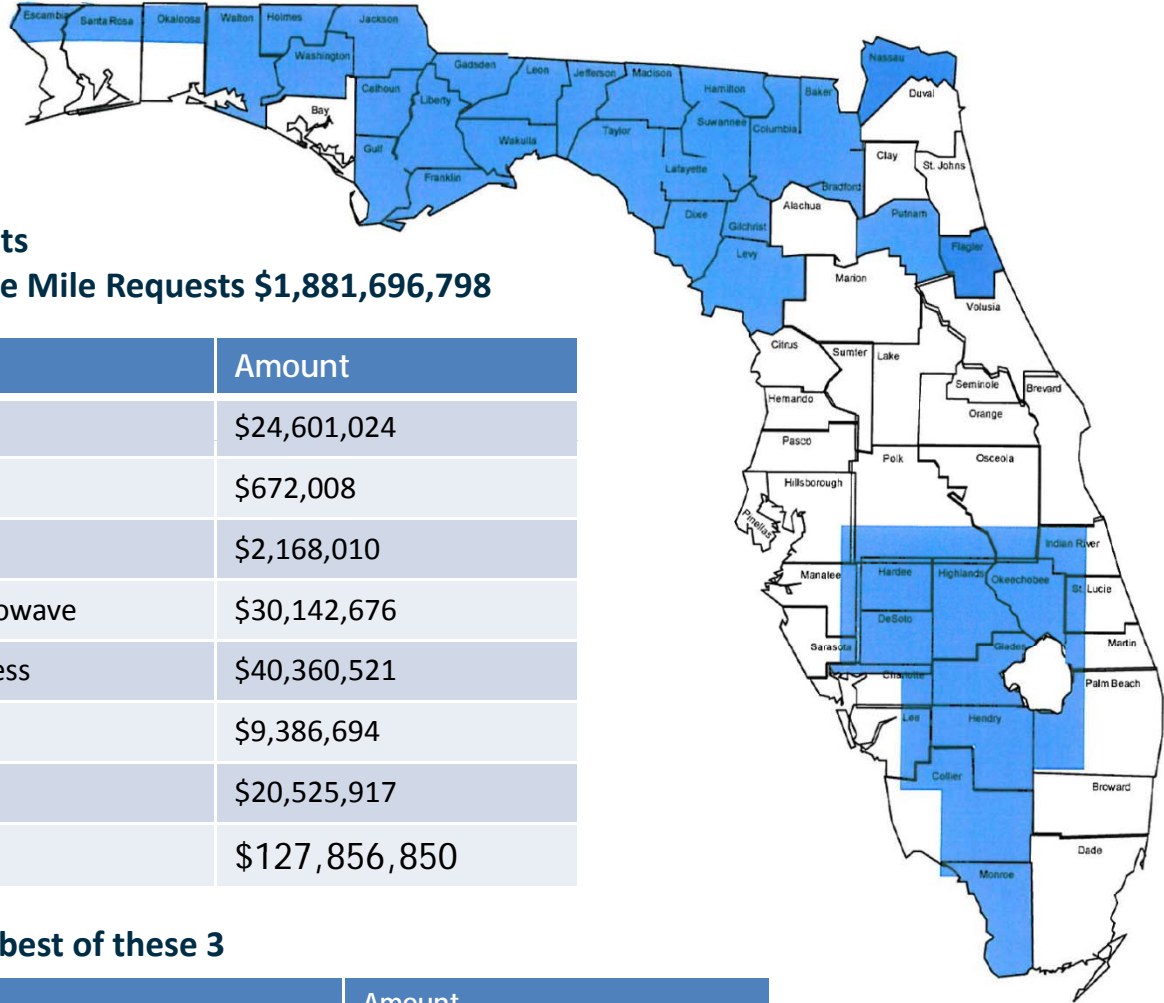 Escambia
Santa Rosa
Okaloosa
Walton
Holmes
Jackson
Washington
Bay
Calhoun
Gulf
Liberty
Franklin
Gadsden
Leon
Wakulla
Jefferson
Madison
Taylor
Hamilton
Suwannee
Lafayette
Columbia
Baker
Bradford
Dixie
Gilchrist
Levy
Nassau
Duval
Clay
St. Johns
Alachua
Putnam
Flagler
Marion
Volusia
Citrus
Sumter
Lake
Seminole
Brevard
Orange
Hernando
Pasco
Polk
Osceola
Hillsborough
Pinellas
Indian River
Manatee
Hardee
Highlands
Okeechobee
St. Lucie
DeSoto
Sarasota
Glades
Martin
Charlotte
Palm Beach
Lee
Hendry
Collier
Broward
Dade
Monroe
ts
e Mile Requests $1,881,696,798
Amount
$24,601,024
$672,008
$2,168,010
owave $30,142,676
ess $40,360,521
$9,386,694
$20,525,917
$127,856,850
best of these 3
Amount